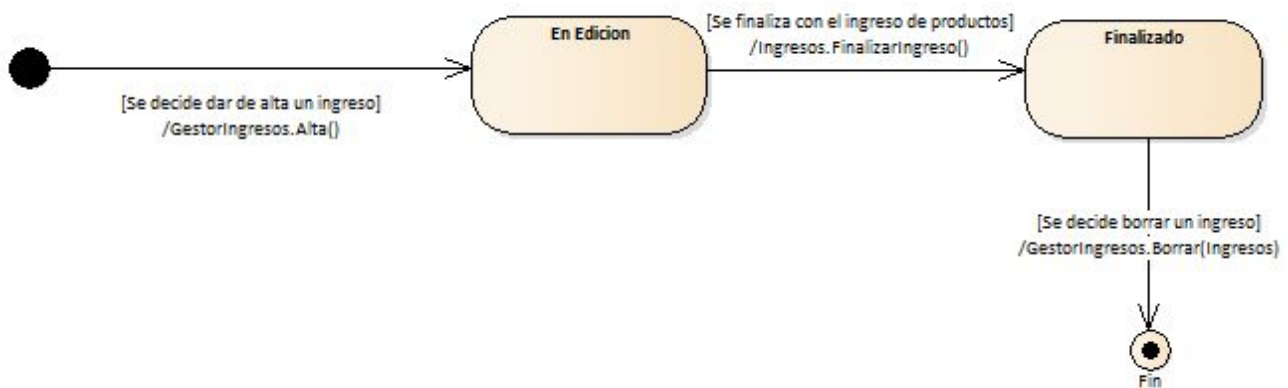 En Edicion
[Se finaliza con el ingreso de productos]
/Ingresos.FinalizarIngreso()
Finalizado
[Se decide dar de alta un ingreso]
/GestorIngresos.Alta()
[Se decide borrar un ingreso]
/GestorIngresos.Borrar(Ingresos)
Fin